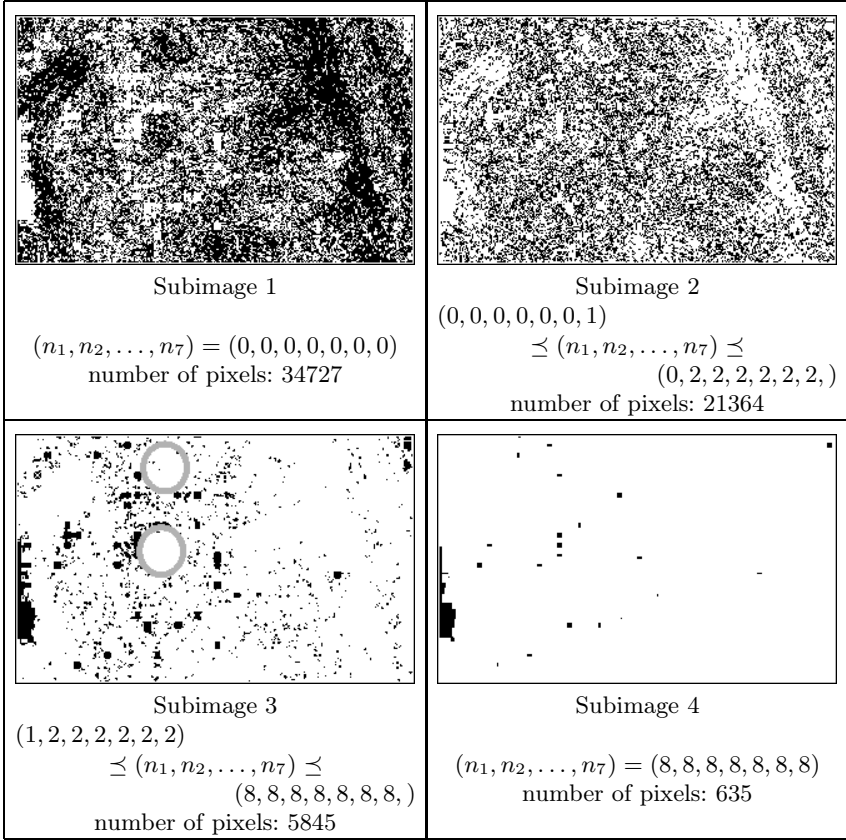 Subimage 1
(n₁, n₂, . . . , n₇) = (0, 0, 0, 0, 0, 0, 0)
number of pixels: 34727
Subimage 2
(0, 0, 0, 0, 0, 0, 1)
⪯ (n₁, n₂, . . . , n₇) ⪯
(0, 2, 2, 2, 2, 2, 2, )
number of pixels: 21364
Subimage 3
(1, 2, 2, 2, 2, 2, 2)
⪯ (n₁, n₂, . . . , n₇) ⪯
(8, 8, 8, 8, 8, 8, 8, )
number of pixels: 5845
Subimage 4
(n₁, n₂, . . . , n₇) = (8, 8, 8, 8, 8, 8, 8)
number of pixels: 635